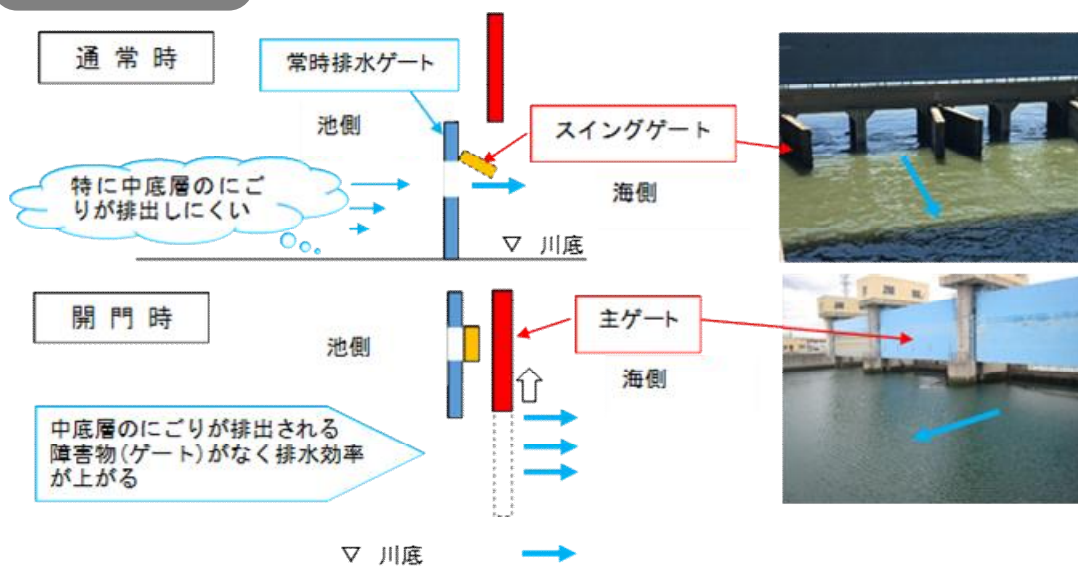 通常時
常時排水ゲート
池側
スイングゲート
特に中底層のにご
りが排出しにくい
海側
▽ 川底
開門時
主ゲート
池側
海側
中底層のにごりが排出される
障害物(ゲート)がなく排水効率
が上がる
▽ 川底